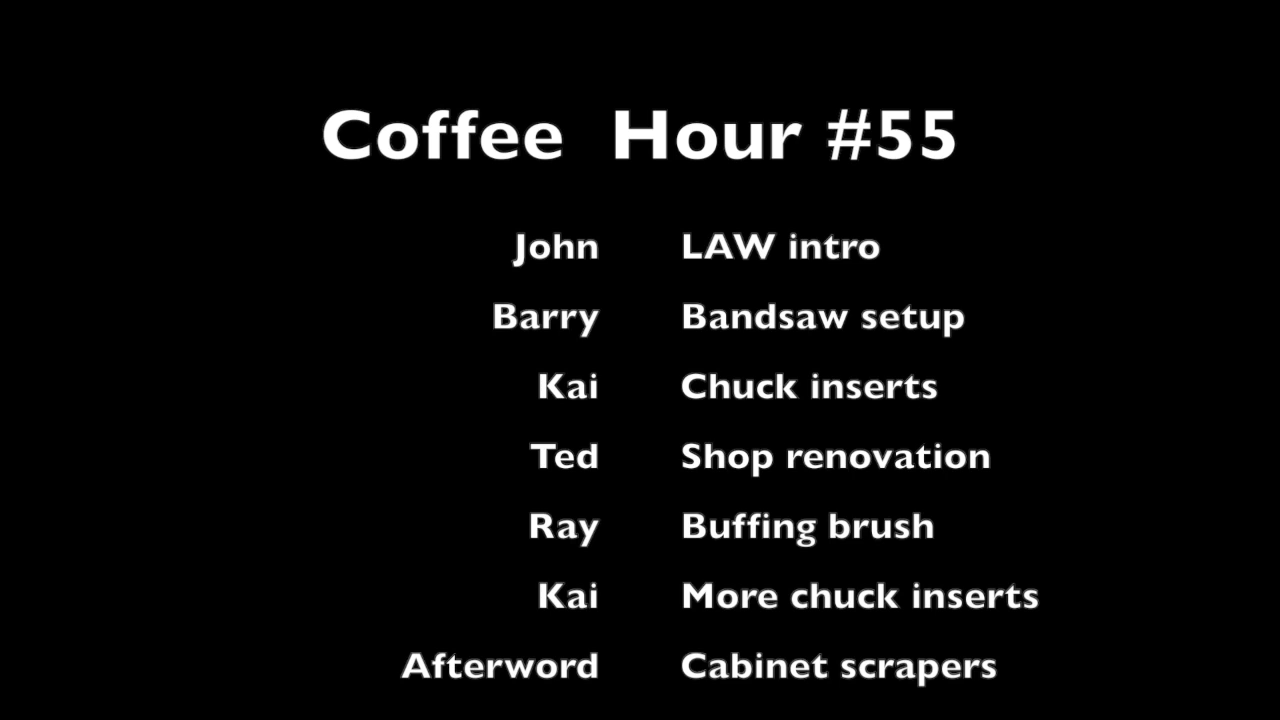 Coffee Hour #55
John LAW intro
Barry Bandsaw setup
Kai Chuck inserts
Ted Shop renovation
Ray Buffing brush
Kai More chuck inserts
Afterword Cabinet scrapers